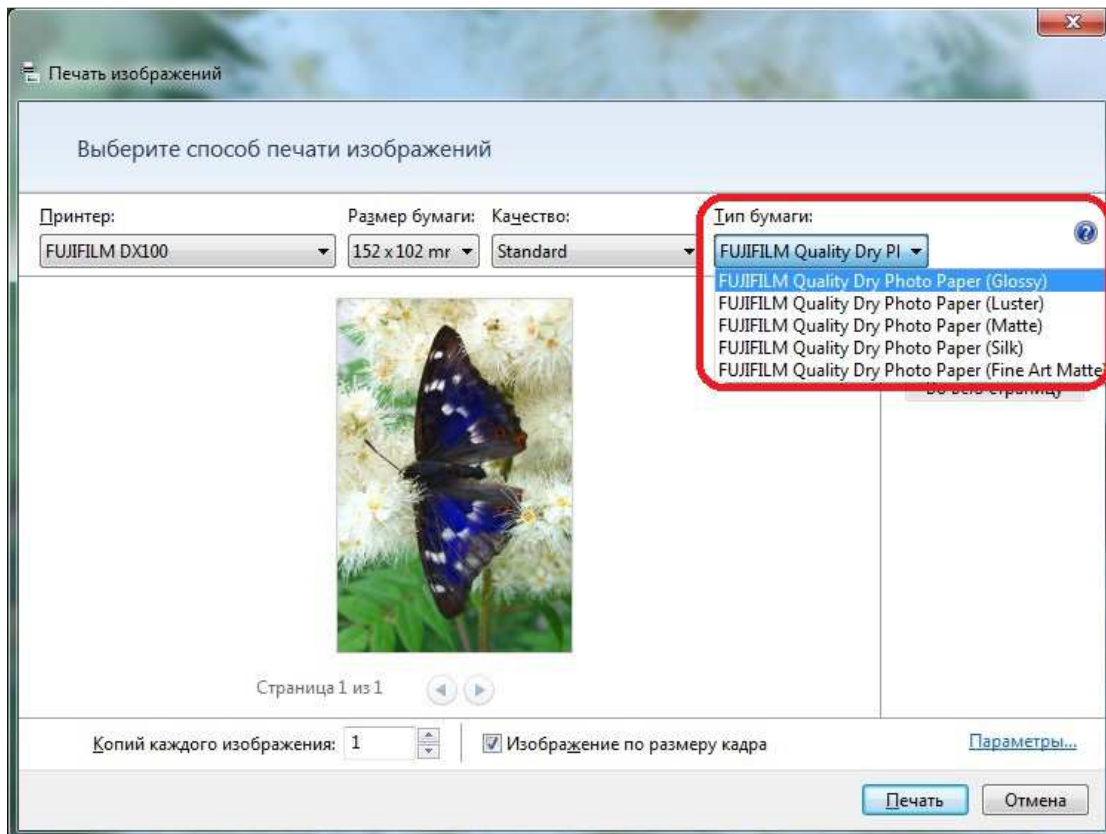 Печать изображений
Выберите способ печати изображений
Принтер: Размер бумаги: Качество: Тип бумаги:
FUJIFILM DX100 152 x 102 mr Standard FUJIFILM Quality Dry Pl
FUJIFILM Quality Dry Photo Paper (Glossy)
FUJIFILM Quality Dry Photo Paper (Luster)
FUJIFILM Quality Dry Photo Paper (Matte)
FUJIFILM Quality Dry Photo Paper (Silk)
FUJIFILM Quality Dry Photo Paper (Fine Art Matte)
Во всю страницу
Страница 1 из 1
Копий каждого изображения: 1 Изображение по размеру кадра Параметры...
Печать Отмена